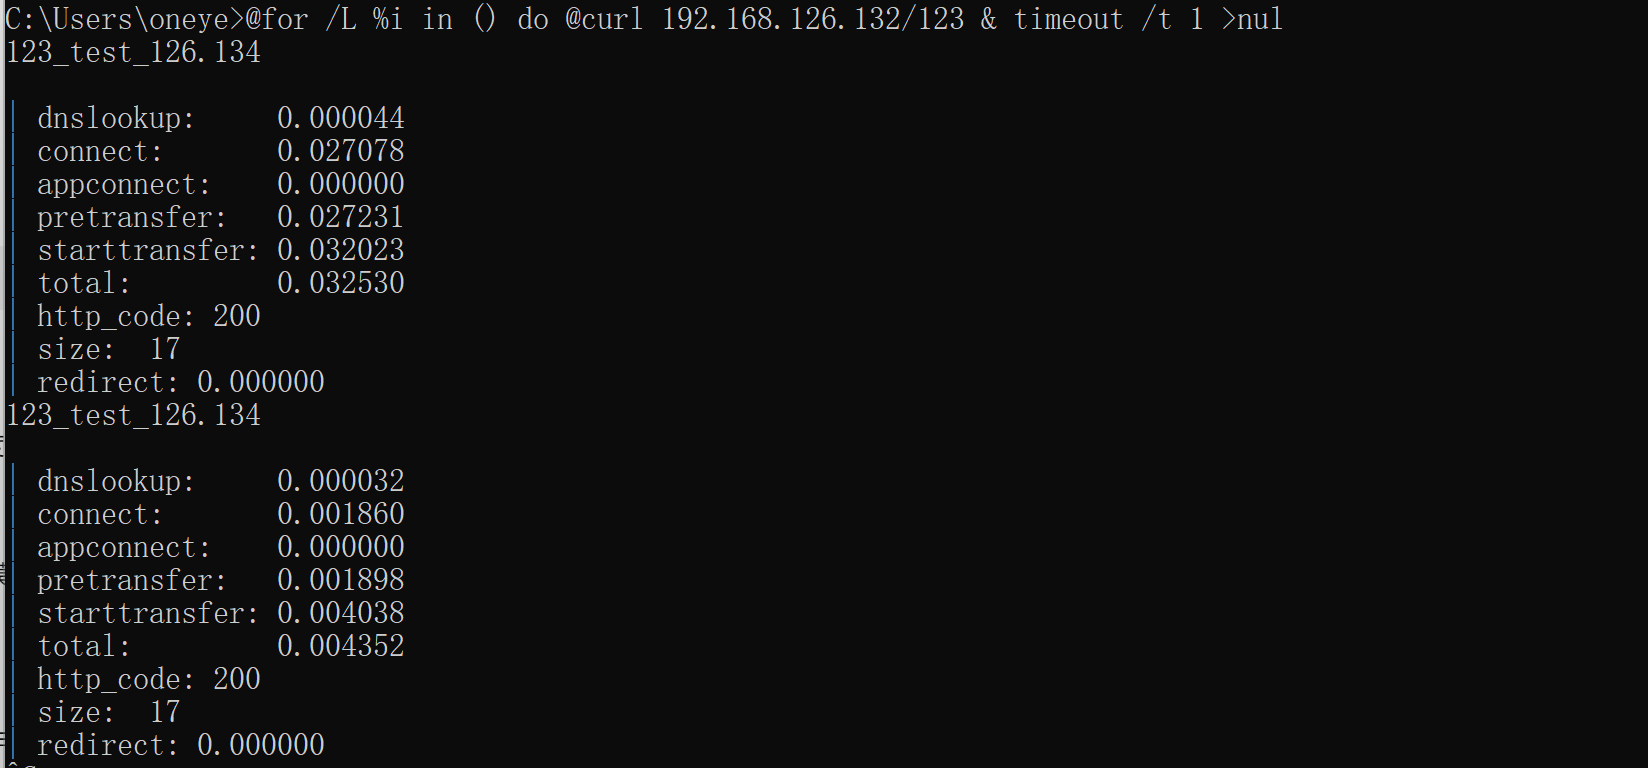 C:\Users\oneye>@for /L %i in () do @curl 192.168.126.132/123 & timeout /t 1 >nul
123_test_126.134
| dnslookup:     0.000044
| connect:       0.027078
| appconnect:    0.000000
| pretransfer:   0.027231
| starttransfer: 0.032023
| total:         0.032530
| http_code: 200
| size:  17
| redirect: 0.000000
123_test_126.134
| dnslookup:     0.000032
| connect:       0.001860
| appconnect:    0.000000
| pretransfer:   0.001898
| starttransfer: 0.004038
| total:         0.004352
| http_code: 200
| size:  17
| redirect: 0.000000